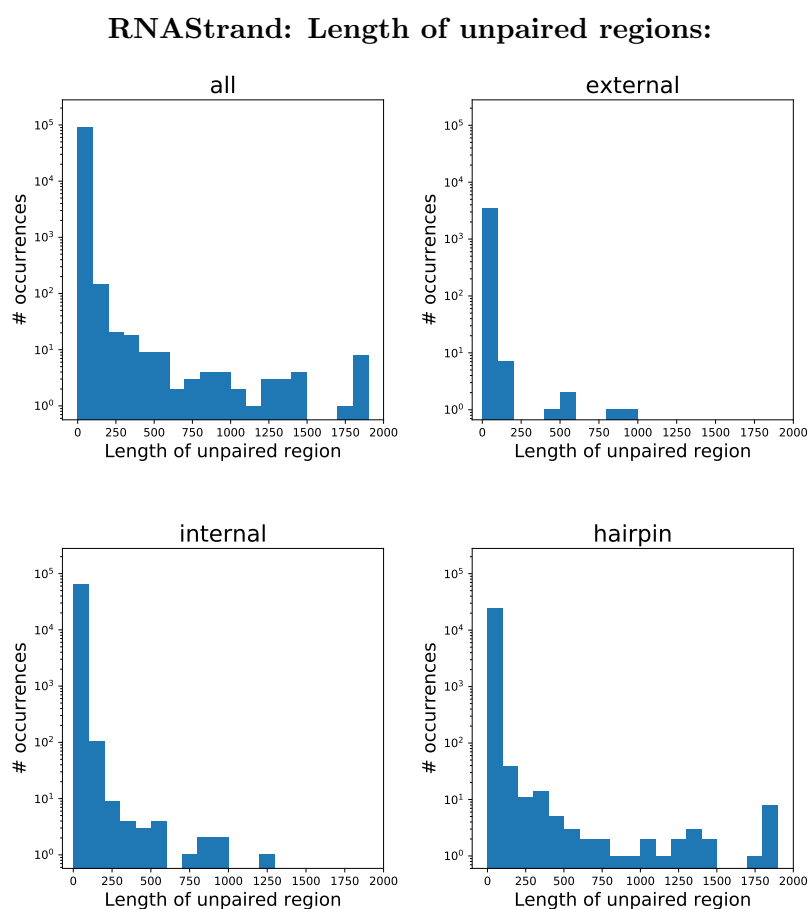 RNAStrand: Length of unpaired regions:
all
# occurrences
10^5
10^4
10^3
10^2
10^1
10^0
0 250 500 750 1000 1250 1500 1750 2000
Length of unpaired region
external
# occurrences
10^5
10^4
10^3
10^2
10^1
10^0
0 250 500 750 1000 1250 1500 1750 2000
Length of unpaired region
internal
# occurrences
10^5
10^4
10^3
10^2
10^1
10^0
0 250 500 750 1000 1250 1500 1750 2000
Length of unpaired region
hairpin
# occurrences
10^5
10^4
10^3
10^2
10^1
10^0
0 250 500 750 1000 1250 1500 1750 2000
Length of unpaired region